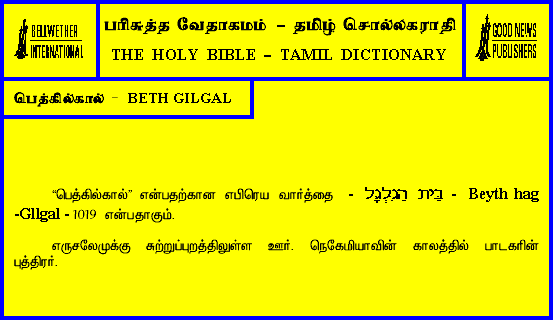 BELLWETHER
INTERNATIONAL
பரிசுத்த வேதாகமம் – தமிழ் சொல்லகராதி
THE HOLY BIBLE – TAMIL DICTIONARY
GOOD NEWS
PUBLISHERS
பெத்கில்கால் – BETH GILGAL
“பெத்கில்கால்” என்பதற்கான எபிரெய வார்த்தை - בֵּית הַגִּלְגָּל - Beyth hag
-GIlgal - 1019 என்பதாகும்.
எருசலேமுக்கு சுற்றுப்புறத்திலுள்ள ஊர். நெகேமியாவின் காலத்தில் பாடகரின்
புத்திரர்.